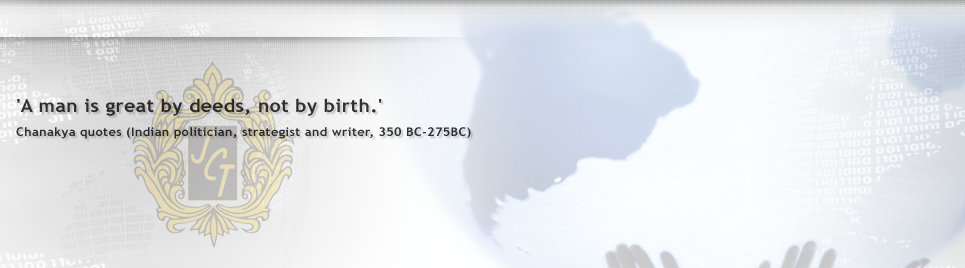 'A man is great by deeds, not by birth.'
Chanakya quotes (Indian politician, strategist and writer, 350 BC-275BC)
JCT